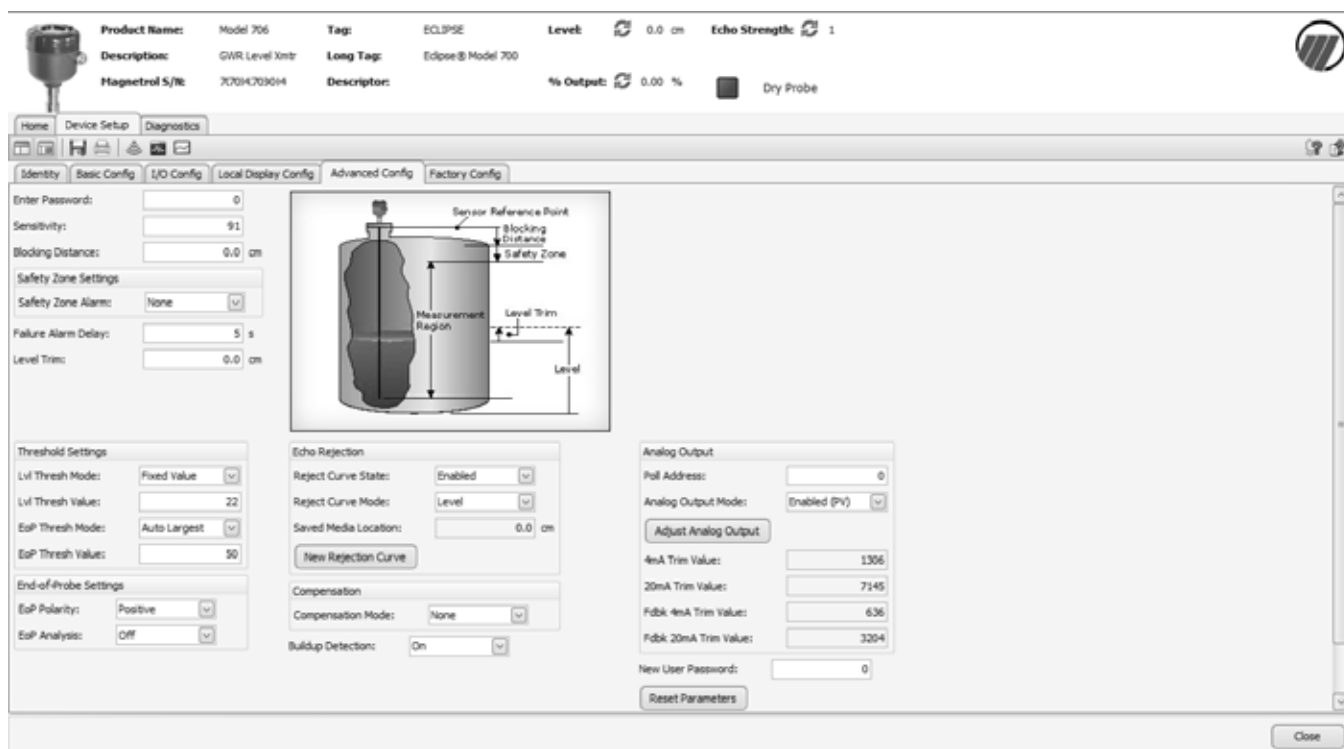 Product Name: Model 706 Tag: ECLIPSE Level: 0.0 cm Echo Strength: 1
Description: GWR Level Xmtr Long Tag: Eclipse® Model 700
Magnetrol S/N: Descriptor: % Output: 0.00 % Dry Probe
Home Device Setup Diagnostics
Identity Basic Config I/O Config Local Display Config Advanced Config Factory Config
Enter Password: 0
Sensitivity: 91
Blocking Distance: 0.0 cm
Safety Zone Settings
Safety Zone Alarm: None
Failure Alarm Delay: 5 s
Level Trim: 0.0 cm
Sensor Reference Point
Blocking
Distance
Safety Zone
Measurement
Region
Level Trim
Level
Threshold Settings
Lvl Thresh Mode: Fixed Value
Lvl Thresh Value: 22
EoP Thresh Mode: Auto Largest
EoP Thresh Value: 50
End-of-Probe Settings
EoP Polarity: Positive
EoP Analysis: Off
Echo Rejection
Reject Curve State: Enabled
Reject Curve Mode: Level
Saved Media Location: 0.0 cm
New Rejection Curve
Compensation
Compensation Mode: None
Buildup Detection: On
Analog Output
Poll Address: 0
Analog Output Mode: Enabled (PV)
Adjust Analog Output
4mA Trim Value: 1306
20mA Trim Value: 7145
Fdbk 4mA Trim Value: 636
Fdbk 20mA Trim Value: 3204
New User Password: 0
Reset Parameters
Close